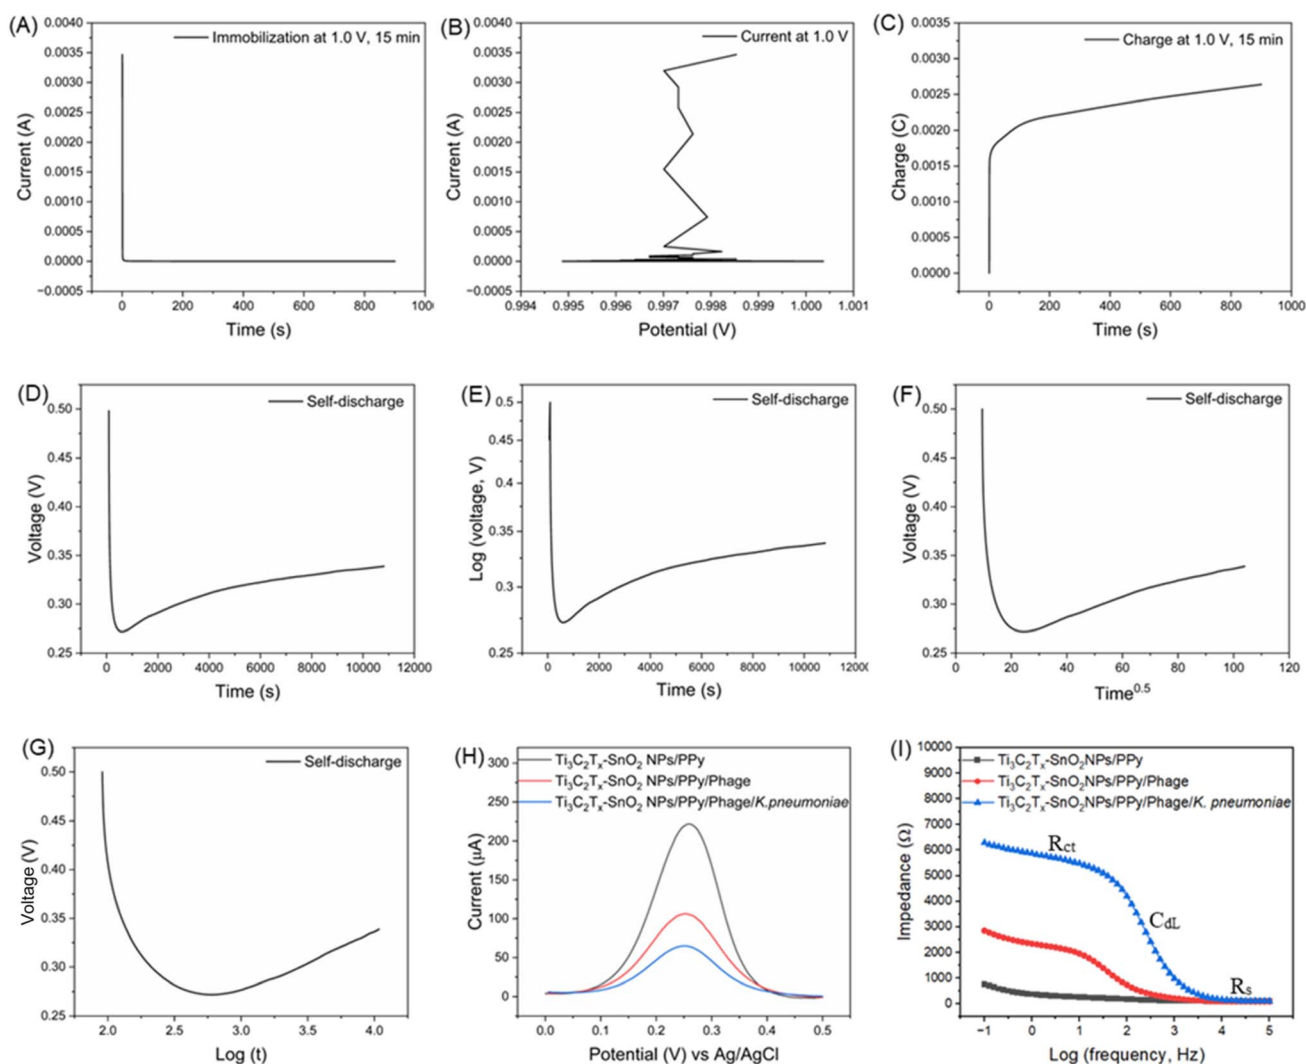 (A)
Immobilization at 1.0 V, 15 min
0.0040
0.0035
0.0030
0.0025
0.0020
0.0015
0.0010
0.0005
0.0000
−0.0005
Current (A)
0 200 400 600 800 100
Time (s)
(B)
Current at 1.0 V
0.0040
0.0035
0.0030
0.0025
0.0020
0.0015
0.0010
0.0005
0.0000
−0.0005
Current (A)
0.994 0.995 0.996 0.997 0.998 0.999 1.000 1.001
Potential (V)
(C)
Charge at 1.0 V, 15 min
0.0035
0.0030
0.0025
0.0020
0.0015
0.0010
0.0005
0.0000
Charge (C)
0 200 400 600 800 1000
Time (s)
(D)
Self-discharge
0.50
0.45
0.40
0.35
0.30
0.25
Voltage (V)
0 2000 4000 6000 8000 10000 12000
Time (s)
(E)
Self-discharge
0.5
0.45
0.4
0.35
0.3
0.25
Log (voltage, V)
0 2000 4000 6000 8000 10000 12000
Time (s)
(F)
Self-discharge
0.50
0.45
0.40
0.35
0.30
0.25
Voltage (V)
0 20 40 60 80 100 120
Time^0.5
(G)
Self-discharge
0.50
0.45
0.40
0.35
0.30
0.25
Voltage (V)
2.0 2.5 3.0 3.5 4.0
Log (t)
(H)
Ti₃C₂Tₓ-SnO₂ NPs/PPy
Ti₃C₂Tₓ-SnO₂ NPs/PPy/Phage
Ti₃C₂Tₓ-SnO₂ NPs/PPy/Phage/K.pneumoniae
300
250
200
150
100
50
0
Current (µA)
0.0 0.1 0.2 0.3 0.4 0.5
Potential (V) vs Ag/AgCl
(I)
Ti₃C₂Tₓ-SnO₂NPs/PPy
Ti₃C₂Tₓ-SnO₂NPs/PPy/Phage
Ti₃C₂Tₓ-SnO₂NPs/PPy/Phage/K. pneumoniae
10000
9000
8000
7000
6000
5000
4000
3000
2000
1000
0
Impedance (Ω)
Rct
CdL
Rs
−1 0 1 2 3 4 5
Log (frequency, Hz)